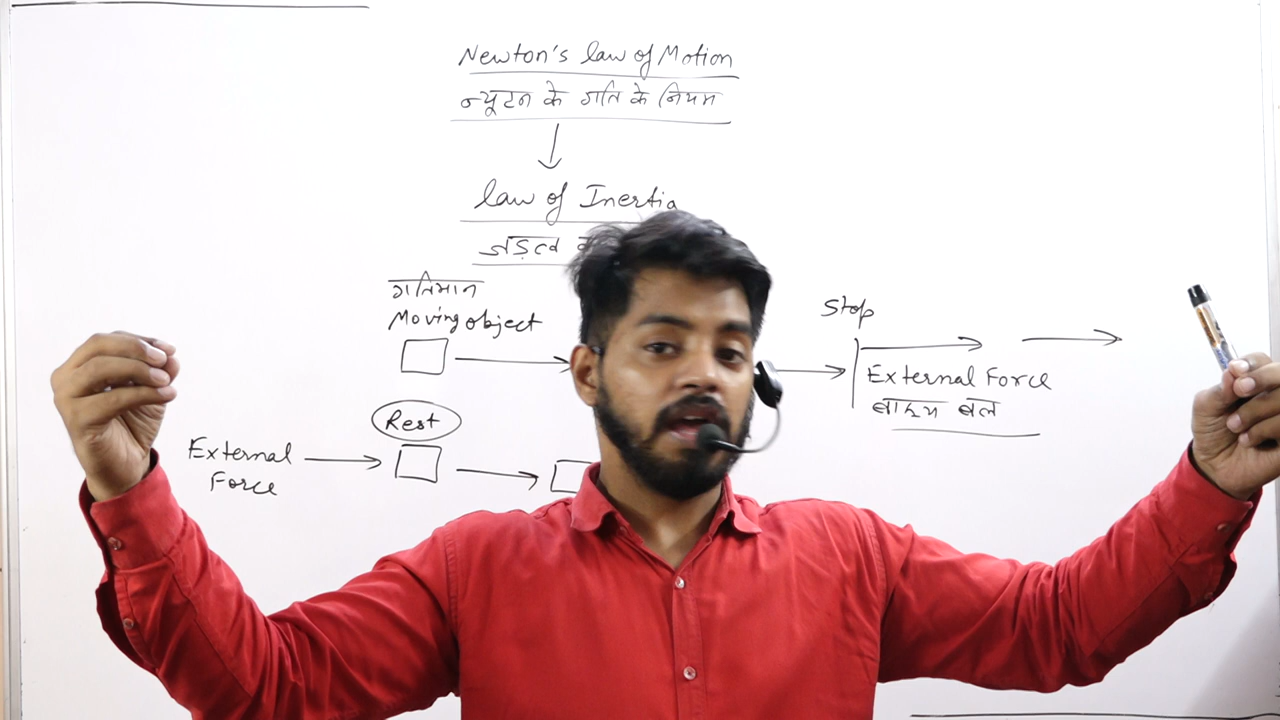 Newton's law of Motion
न्यूटन के गति के नियम
law of Inertia
जड़त्व
गतिमान
Moving object
Stop
External Force
बाह्य बल
Rest
External
Force